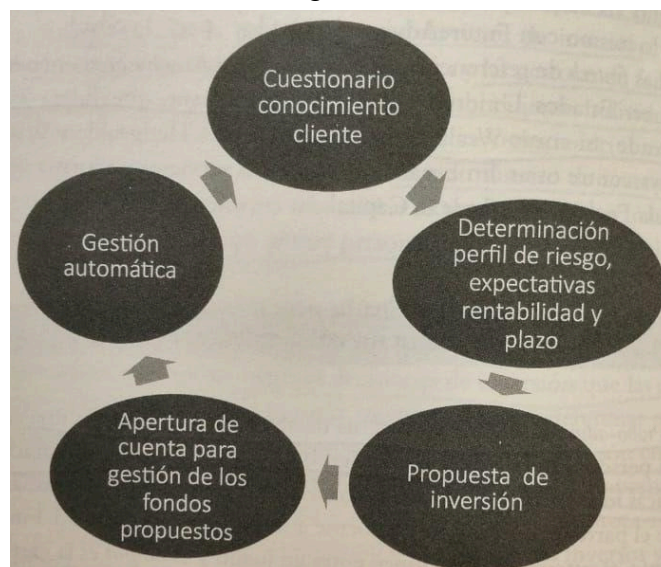 Cuestionario
conocimiento
cliente
Determinación
perfil de riesgo,
expectativas
rentabilidad y
plazo
Propuesta de
inversión
Apertura de
cuenta para
gestión de los
fondos
propuestos
Gestión
automática